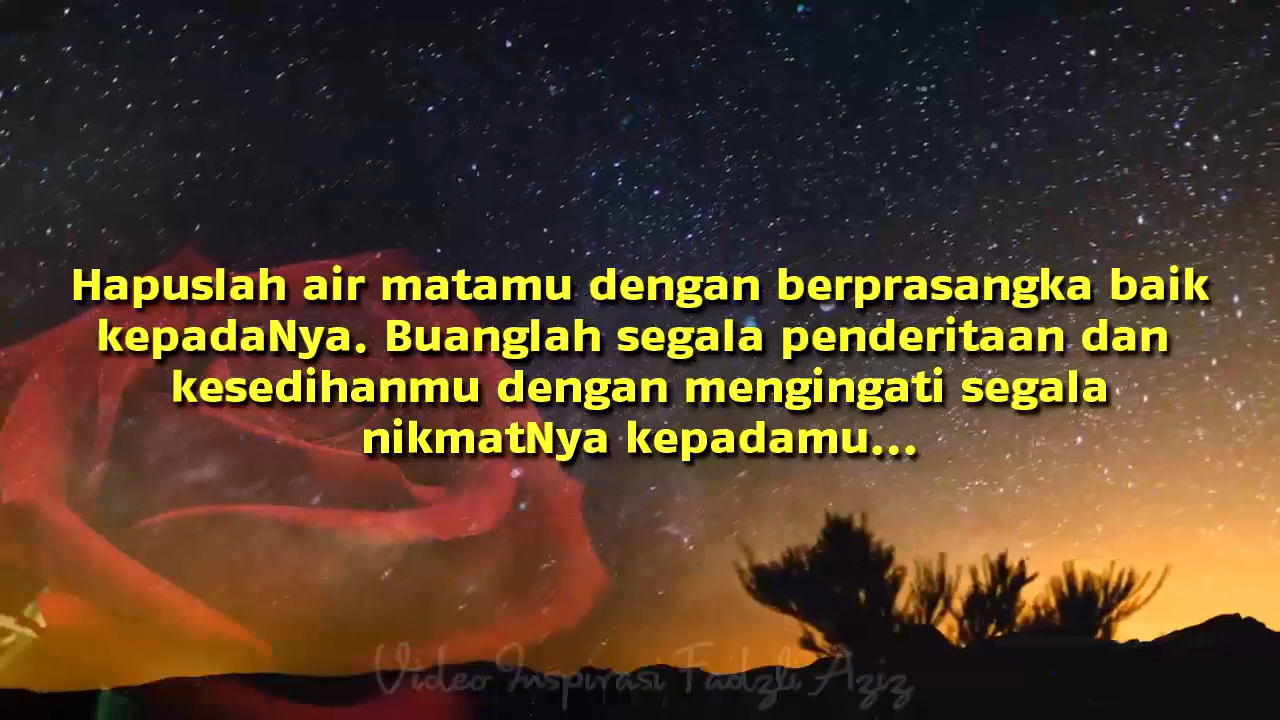 Hapuslah air matamu dengan berprasangka baik
kepadaNya. Buanglah segala penderitaan dan
kesedihanmu dengan mengingati segala
nikmatNya kepadamu...
Video Inspirasi Fadzli Aziz